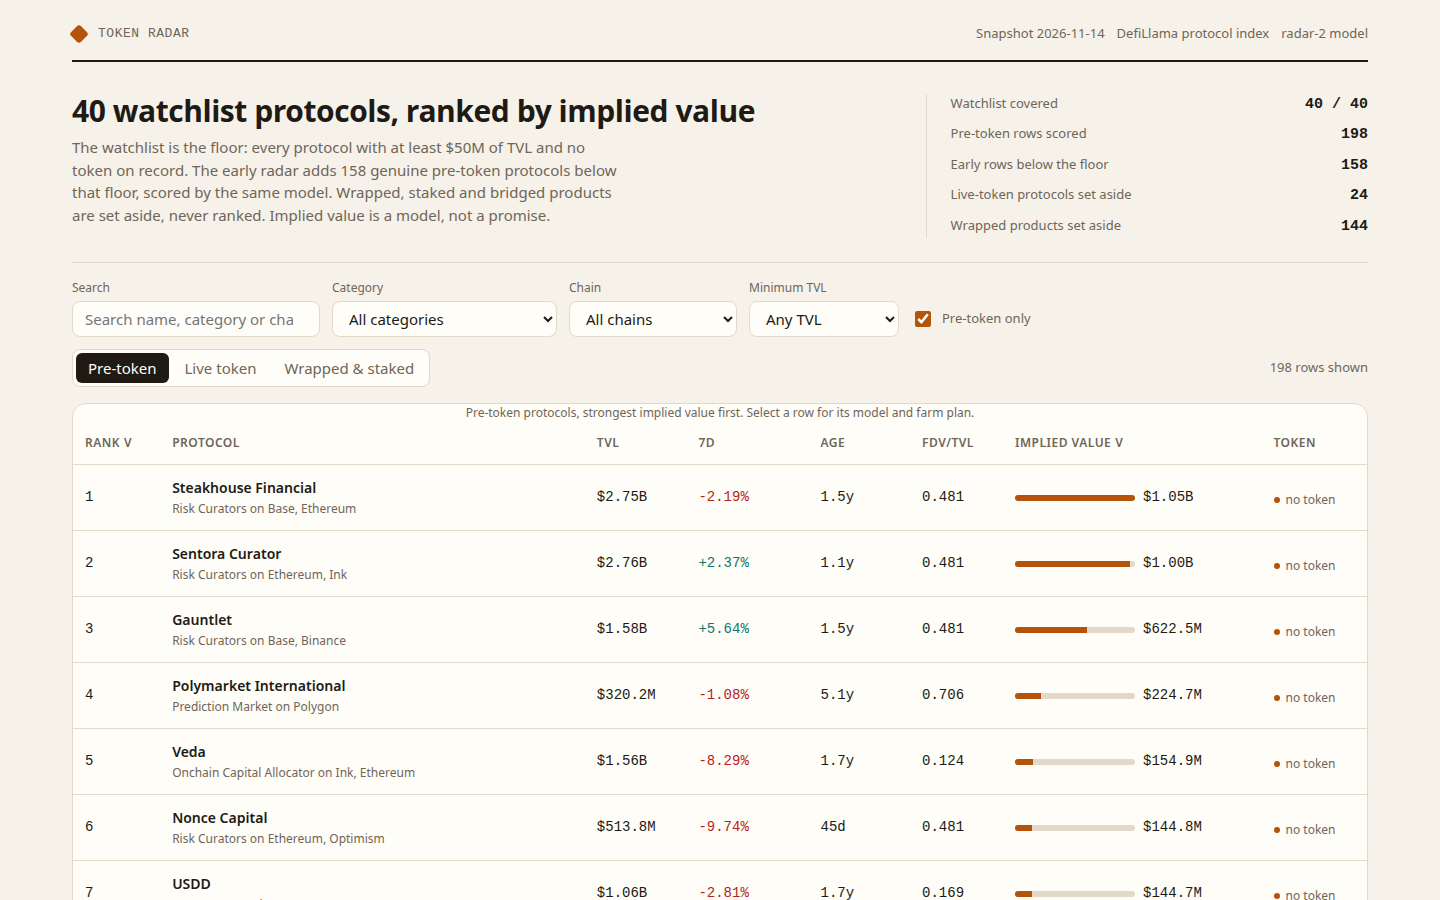 TOKEN RADAR
Snapshot 2026-11-14 DefiLlama protocol index radar-2 model
40 watchlist protocols, ranked by implied value
The watchlist is the floor: every protocol with at least $50M of TVL and no
token on record. The early radar adds 158 genuine pre-token protocols below
that floor, scored by the same model. Wrapped, staked and bridged products
are set aside, never ranked. Implied value is a model, not a promise.
Watchlist covered 40 / 40
Pre-token rows scored 198
Early rows below the floor 158
Live-token protocols set aside 24
Wrapped products set aside 144
Search Category Chain Minimum TVL
Search name, category or cha All categories All chains Any TVL Pre-token only
Pre-token Live token Wrapped & staked 198 rows shown
Pre-token protocols, strongest implied value first. Select a row for its model and farm plan.
RANK V PROTOCOL TVL 7D AGE FDV/TVL IMPLIED VALUE V TOKEN
1 Steakhouse Financial $2.75B -2.19% 1.5y 0.481 $1.05B no token
Risk Curators on Base, Ethereum
2 Sentora Curator $2.76B +2.37% 1.1y 0.481 $1.00B no token
Risk Curators on Ethereum, Ink
3 Gauntlet $1.58B +5.64% 1.5y 0.481 $622.5M no token
Risk Curators on Base, Binance
4 Polymarket International $320.2M -1.08% 5.1y 0.706 $224.7M no token
Prediction Market on Polygon
5 Veda $1.56B -8.29% 1.7y 0.124 $154.9M no token
Onchain Capital Allocator on Ink, Ethereum
6 Nonce Capital $513.8M -9.74% 45d 0.481 $144.8M no token
Risk Curators on Ethereum, Optimism
7 USDD $1.06B -2.81% 1.7y 0.169 $144.7M no token